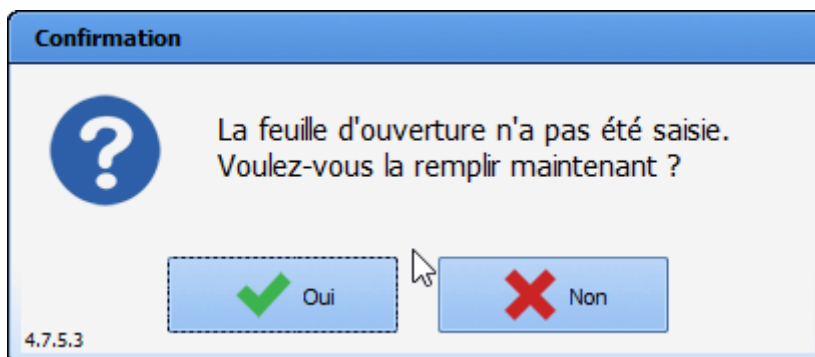 Confirmation
La feuille d'ouverture n'a pas été saisie.
Voulez-vous la remplir maintenant ?
Oui
Non
4.7.5.3